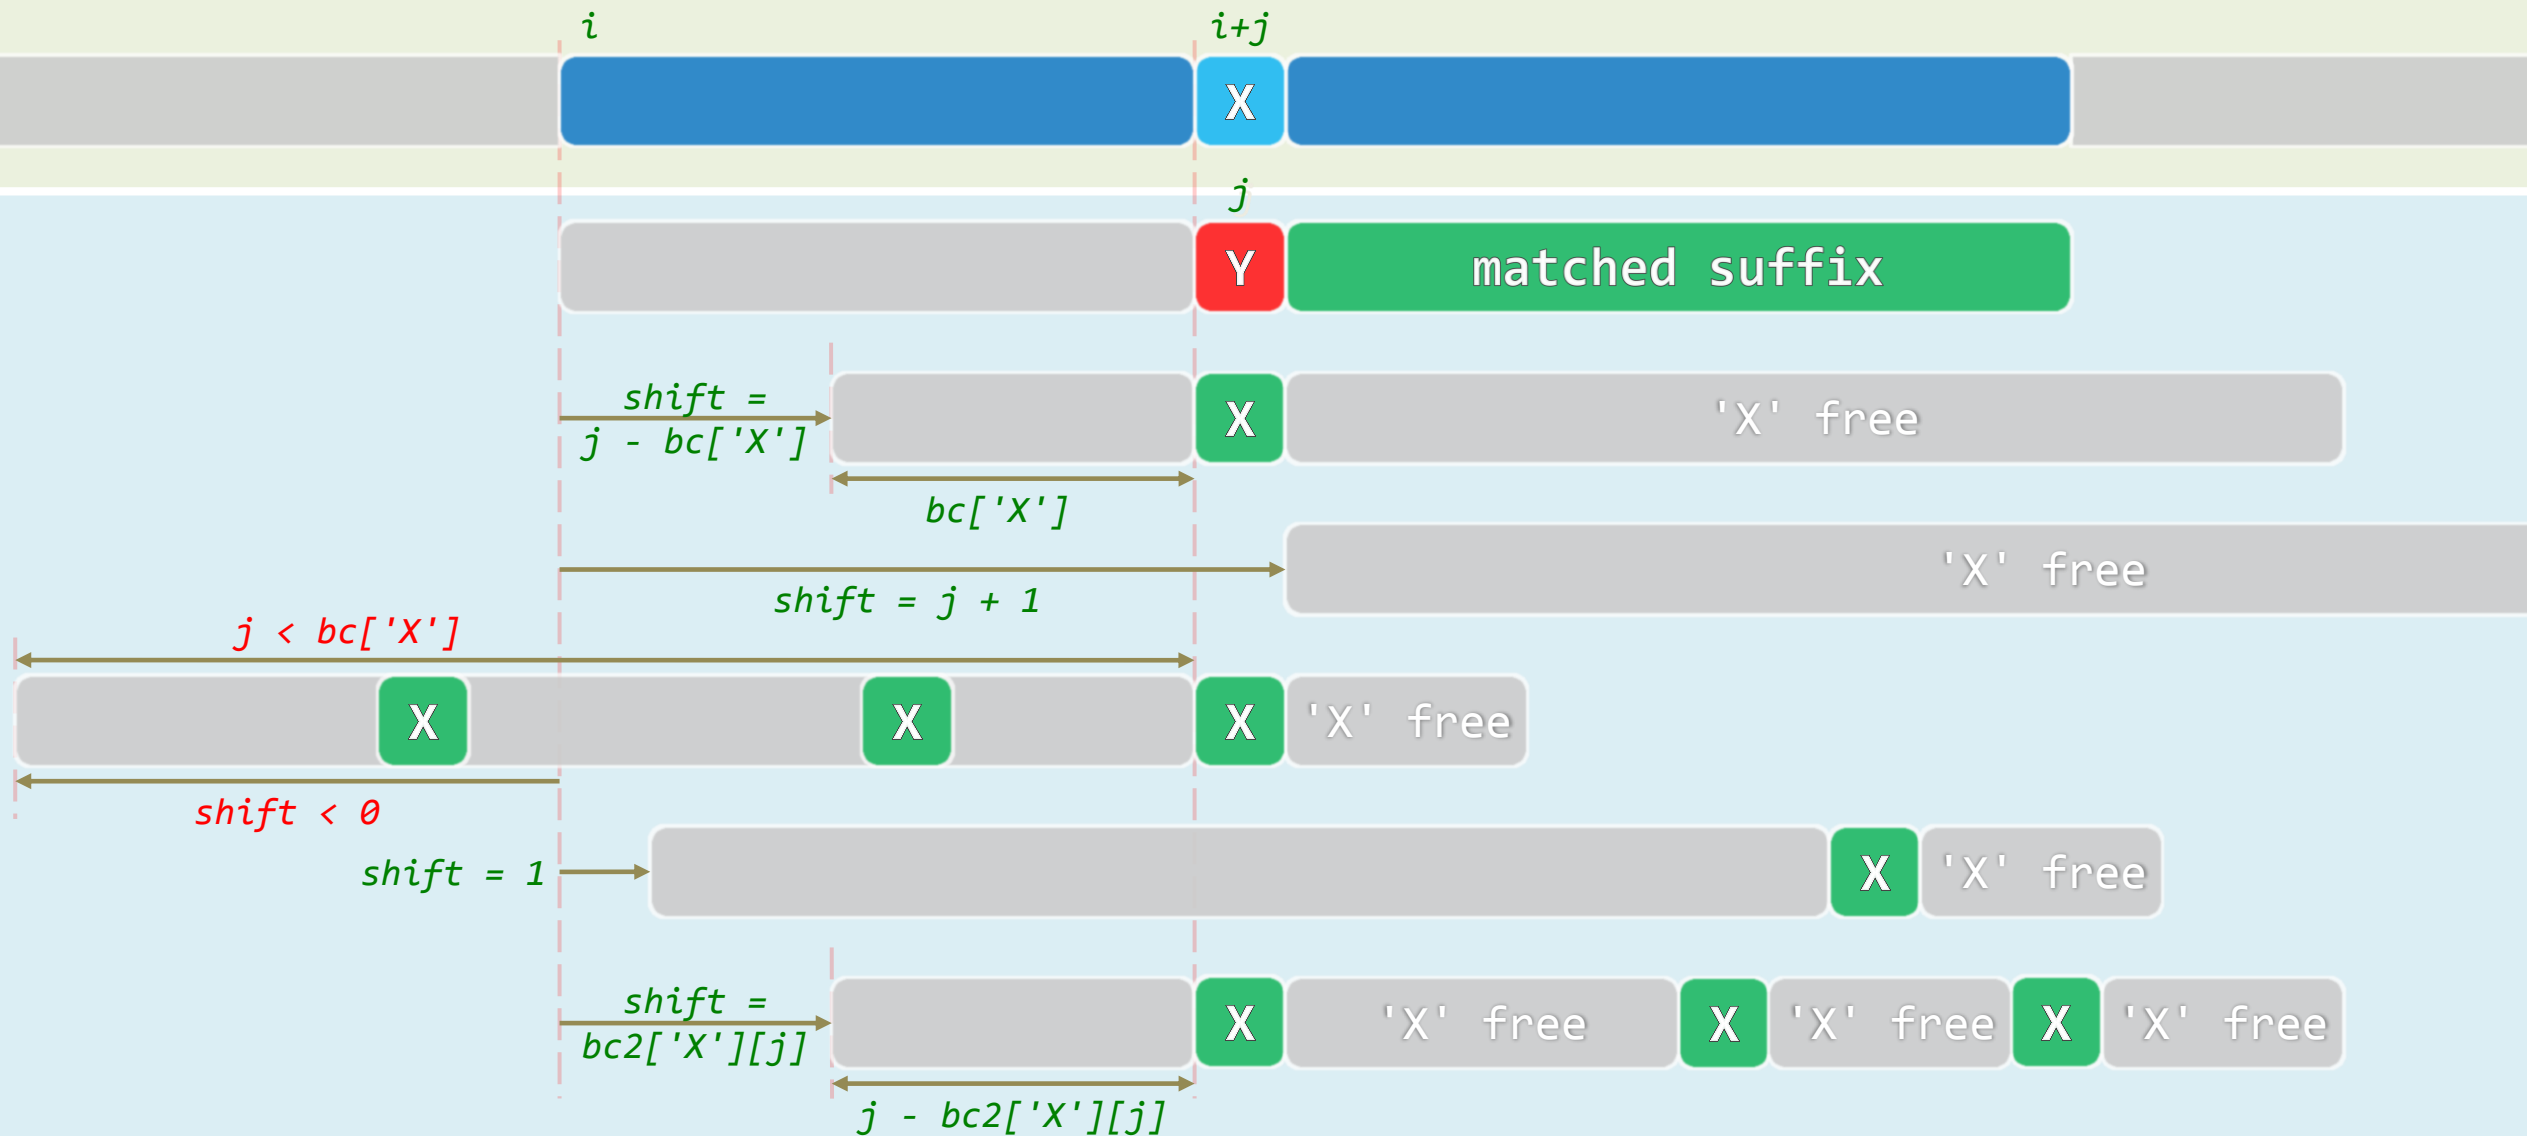 i
i+j
X
j
Y
matched suffix
shift =
j - bc['X']
X
'X' free
bc['X']
'X' free
shift = j + 1
j < bc['X']
X
X
X
'X' free
shift < 0
shift = 1
X
'X' free
shift =
bc2['X'][j]
X
'X' free
X
'X' free
X
'X' free
j - bc2['X'][j]